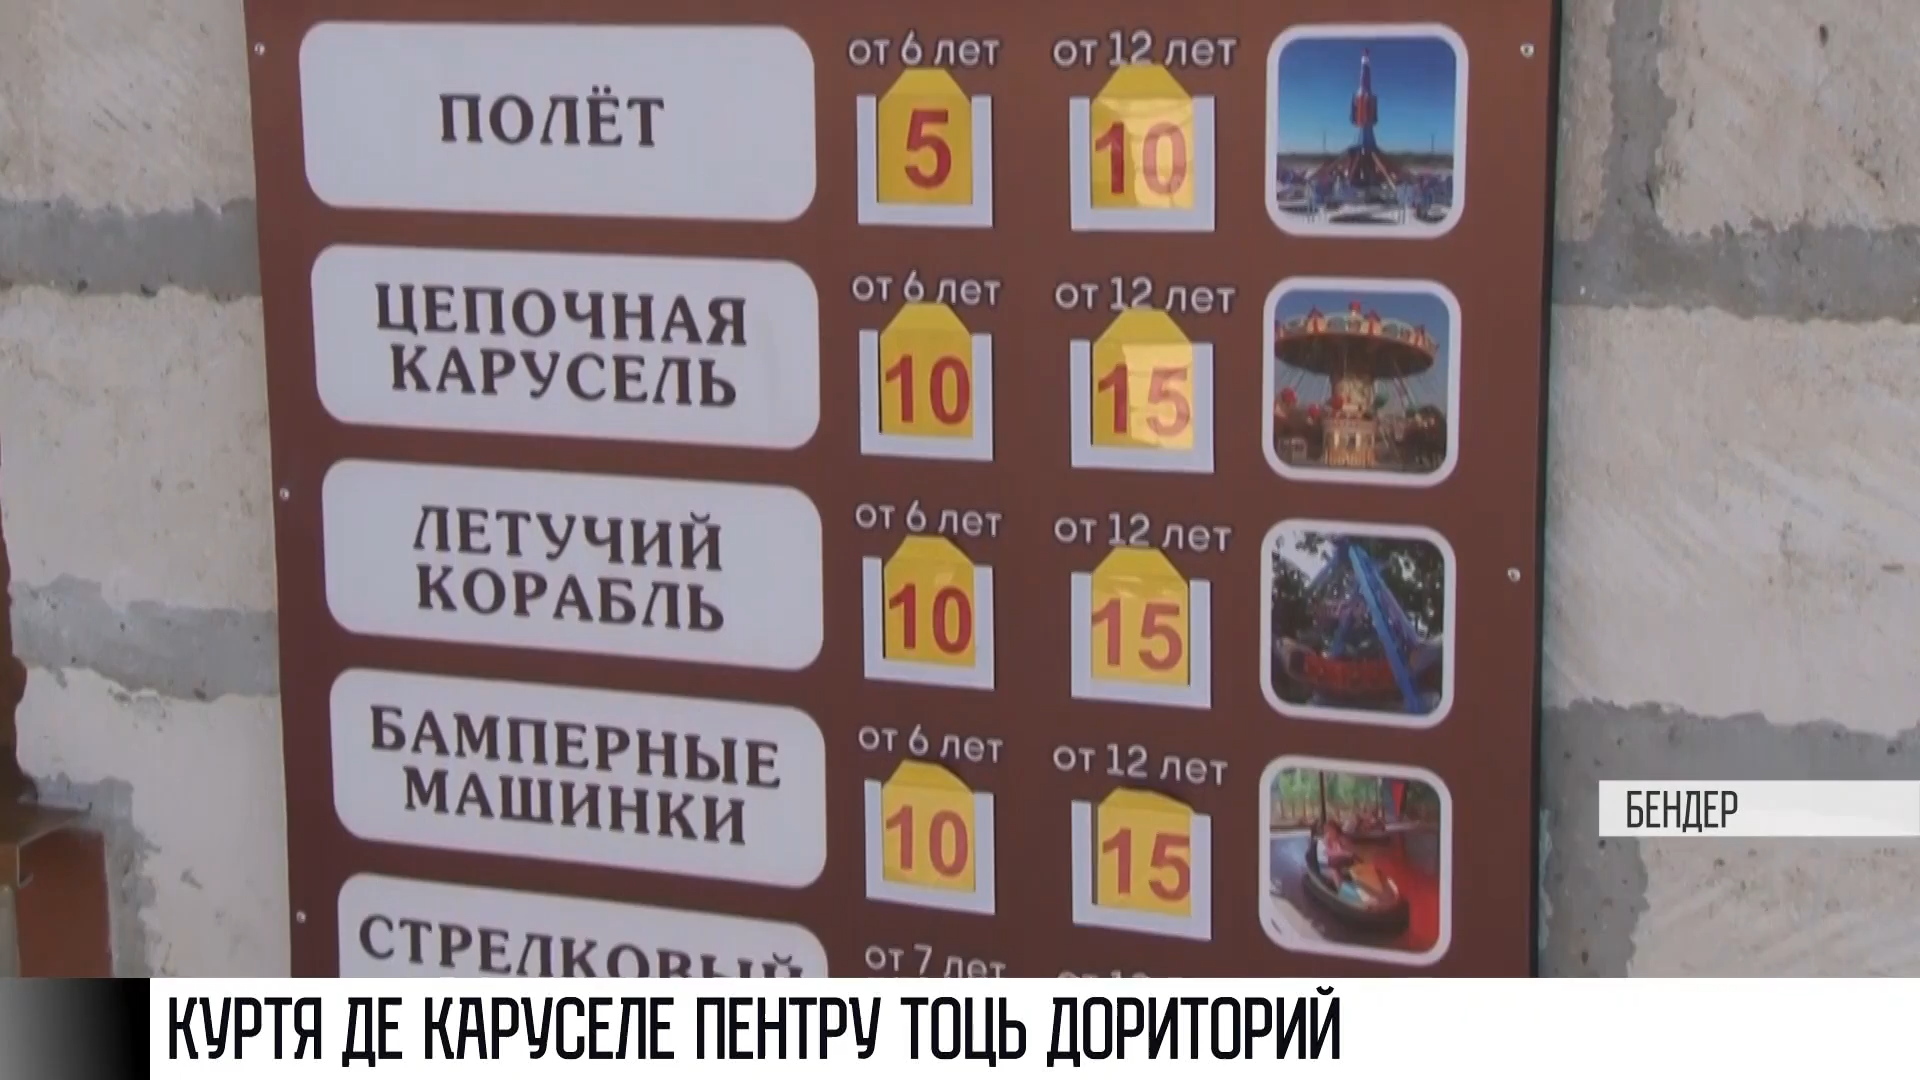 ПОЛЁТ
от 6 лет
от 12 лет
5
10
ЦЕПОЧНАЯ
КАРУСЕЛЬ
от 6 лет
от 12 лет
10
15
ЛЕТУЧИЙ
КОРАБЛЬ
от 6 лет
от 12 лет
10
15
БАМПЕРНЫЕ
МАШИНКИ
от 6 лет
от 12 лет
10
15
БЕНДЕР
СТРЕЛКОВЫЙ
от 7 лет
КУРТЯ ДЕ КАРУСЕЛЕ ПЕНТРУ ТОЦЬ ДОРИТОРИЙ